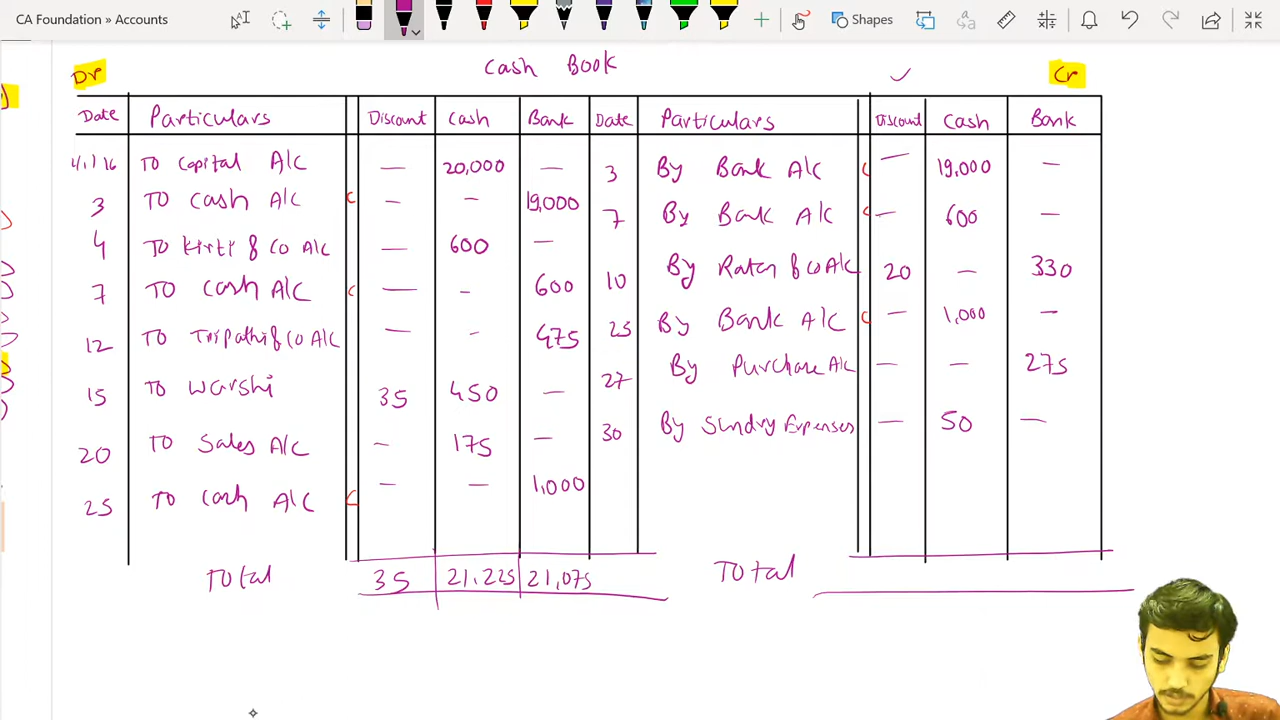 CA Foundation » Accounts
Shapes
Cash Book
Dr Cr
Date Particulars Discount Cash Bank Date Particulars Discount Cash Bank
4/1/16 To Capital A/c — 20,000 — 3 By Bank A/c C — 19,000 —
3 To Cash A/c C — — 19,000 7 By Bank A/c C — 600 —
4 To Kirti & Co A/c — 600 — 10 By Ratan & Co A/c 20 — 330
7 To Cash A/c C — — 600 25 By Bank A/c C — 1,000 —
12 To Tripathi & Co A/c — — 475 27 By Purchase A/c — — 275
15 To Warshi 35 450 — 30 By Sundry Expenses — 50 —
20 To Sales A/c — 175 —
25 To Cash A/c C — — 1,000
Total 35 21,225 21,075 Total